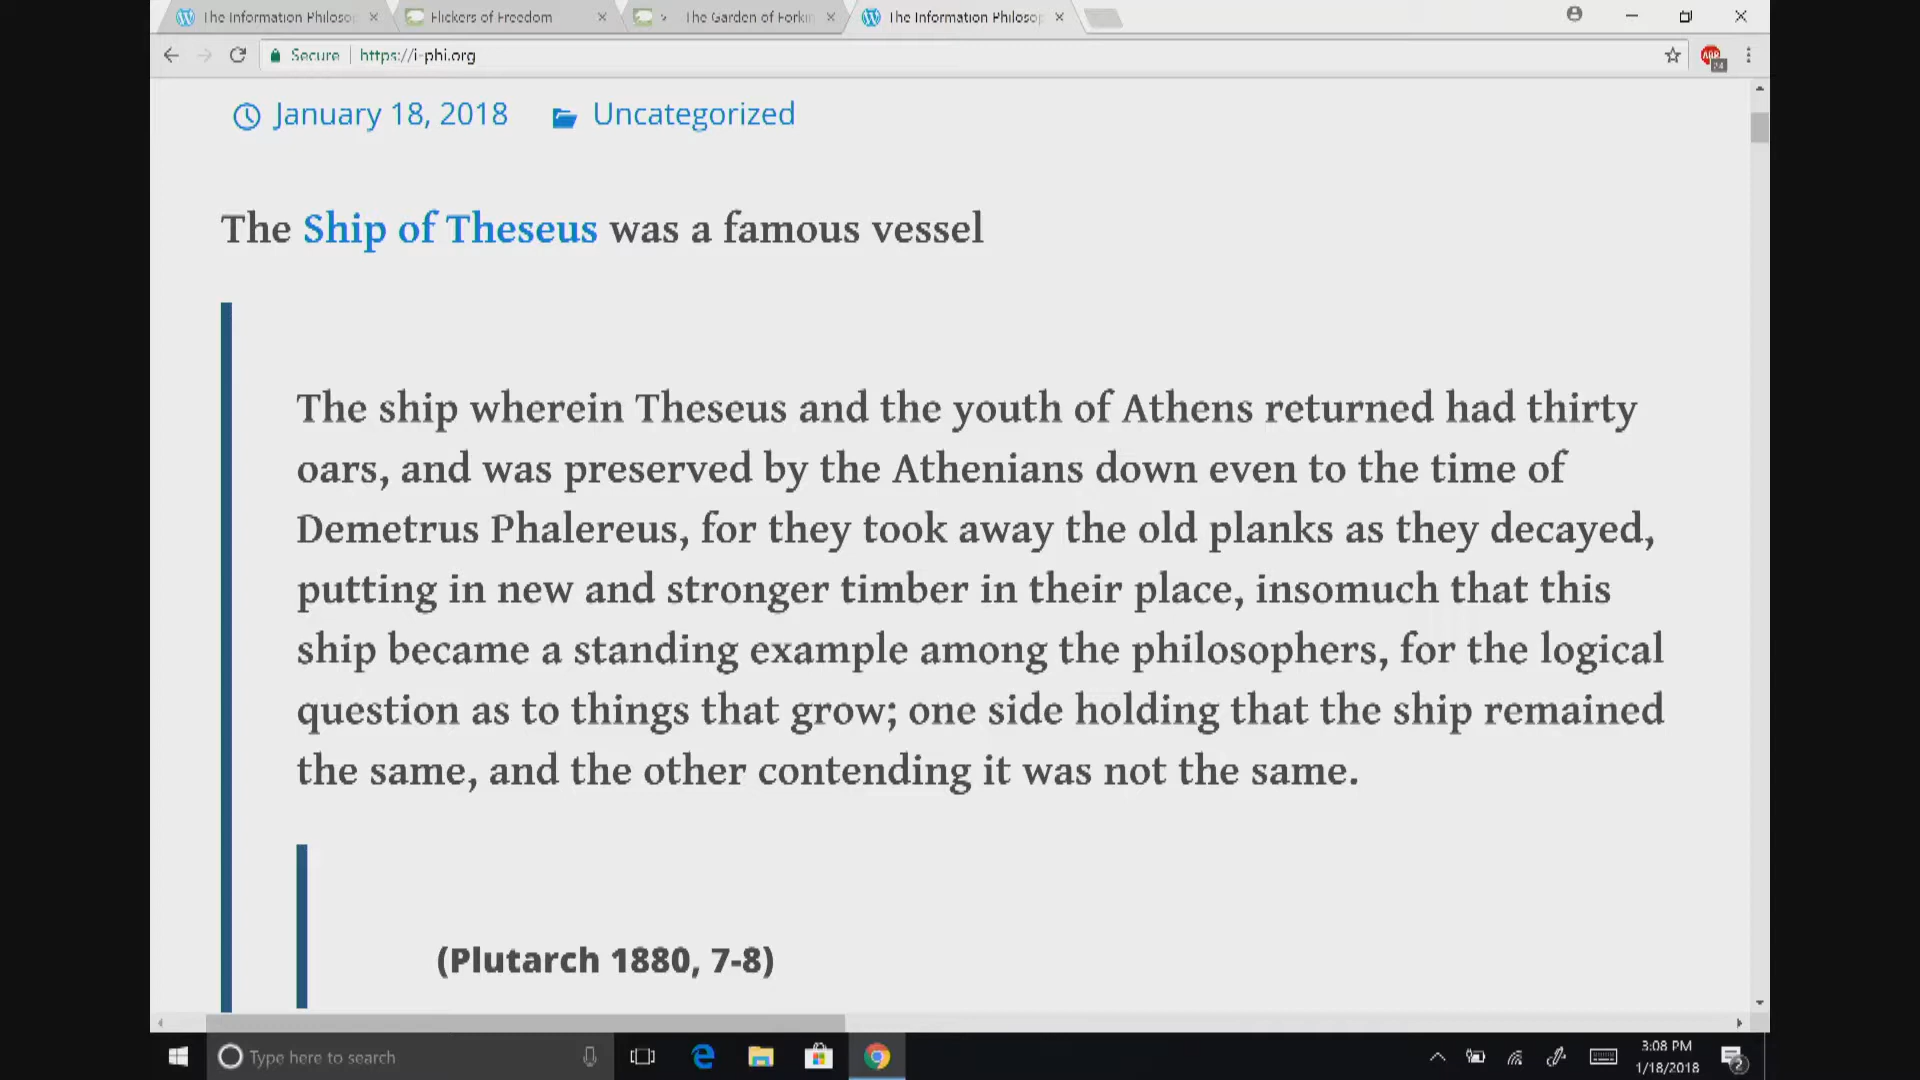 The Information Philosop
Flickers of Freedom
The Garden of Forkin
The Information Philosop
Secure
https://i-phi.org
ABP
January 18, 2018
Uncategorized
The Ship of Theseus was a famous vessel
The ship wherein Theseus and the youth of Athens returned had thirty
oars, and was preserved by the Athenians down even to the time of
Demetrus Phalereus, for they took away the old planks as they decayed,
putting in new and stronger timber in their place, insomuch that this
ship became a standing example among the philosophers, for the logical
question as to things that grow; one side holding that the ship remained
the same, and the other contending it was not the same.
(Plutarch 1880, 7-8)
Type here to search
3:08 PM
1/18/2018
2